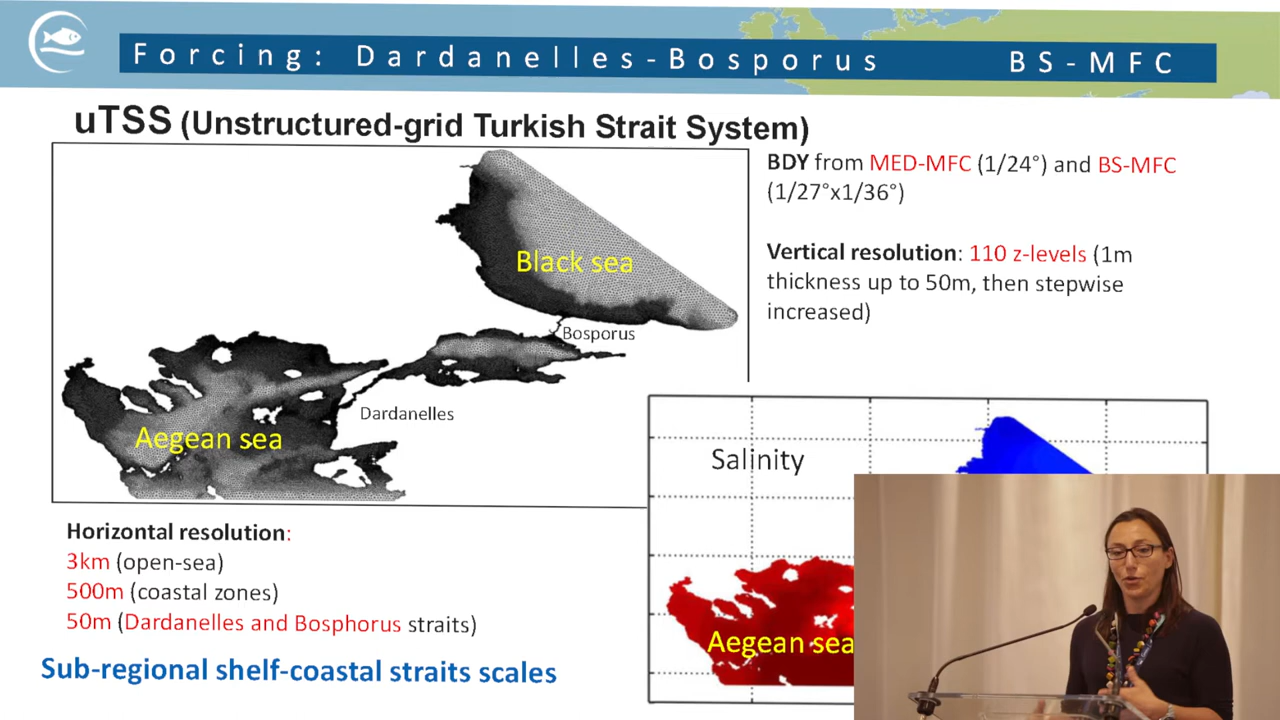 Forcing: Dardanelles-Bosporus BS-MFC
uTSS (Unstructured-grid Turkish Strait System)
BDY from MED-MFC (1/24°) and BS-MFC
(1/27°x1/36°)
Vertical resolution: 110 z-levels (1m
thickness up to 50m, then stepwise
increased)
Black sea
Bosporus
Dardanelles
Aegean sea
Salinity
Aegean sea
Horizontal resolution:
3km (open-sea)
500m (coastal zones)
50m (Dardanelles and Bosphorus straits)
Sub-regional shelf-coastal straits scales